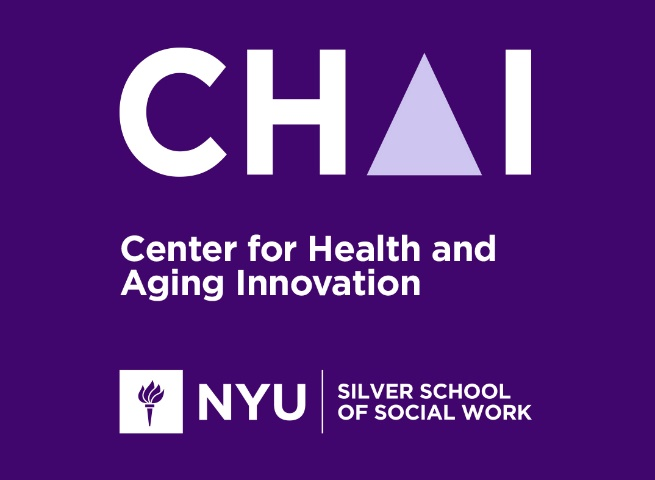 CHAI
Center for Health and
Aging Innovation
NYU
SILVER SCHOOL
OF SOCIAL WORK